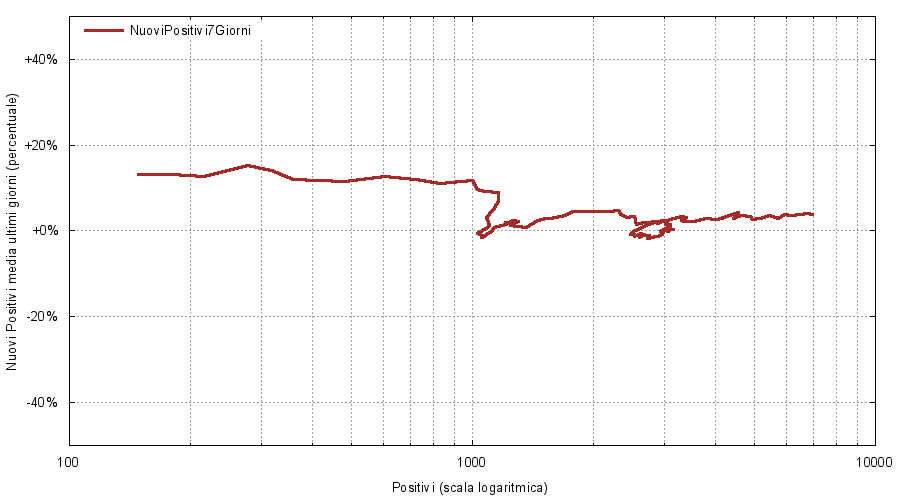 NuoviPositivi7Giorni
+40%
+20%
+0%
-20%
-40%
Nuovi Positivi media ultimi giorni (percentuale)
100 1000 10000
Positivi (scala logaritmica)